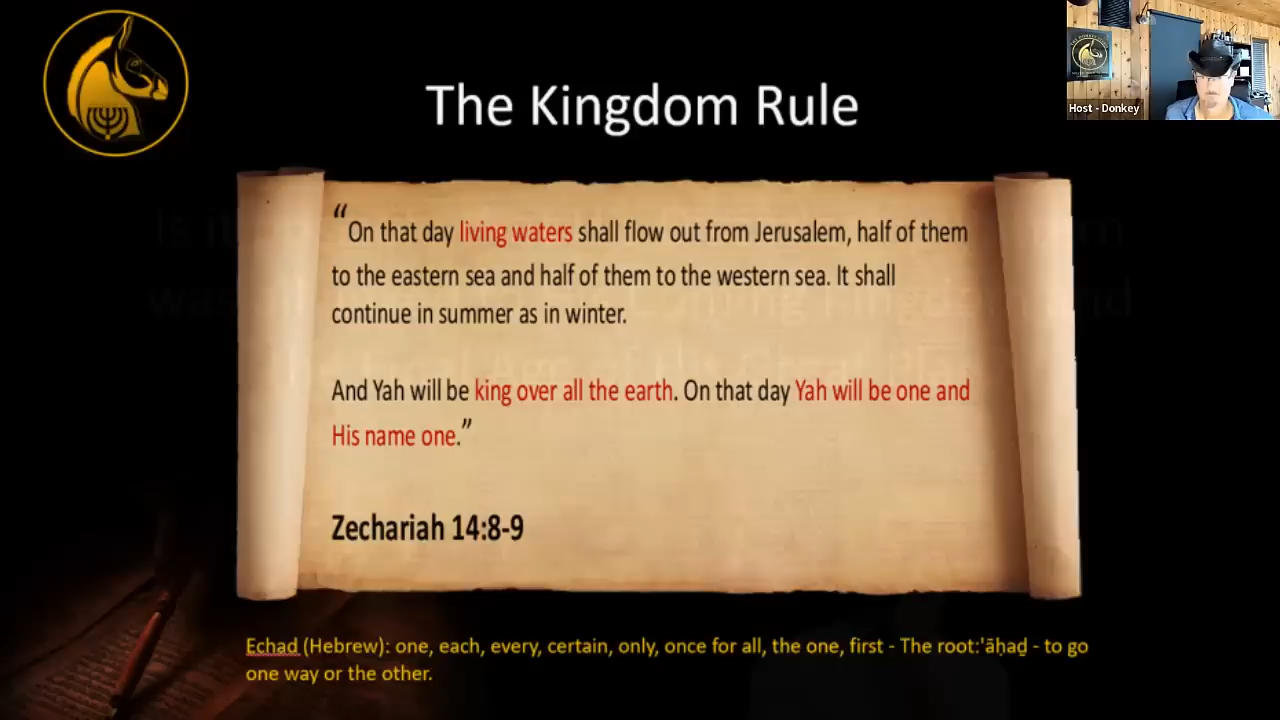 The Kingdom Rule
Host - Donkey
“On that day living waters shall flow out from Jerusalem, half of them
to the eastern sea and half of them to the western sea. It shall
continue in summer as in winter.
And Yah will be king over all the earth. On that day Yah will be one and
His name one.”
Zechariah 14:8-9
Echad (Hebrew): one, each, every, certain, only, once for all, the one, first - The root:'āḥaḏ - to go
one way or the other.